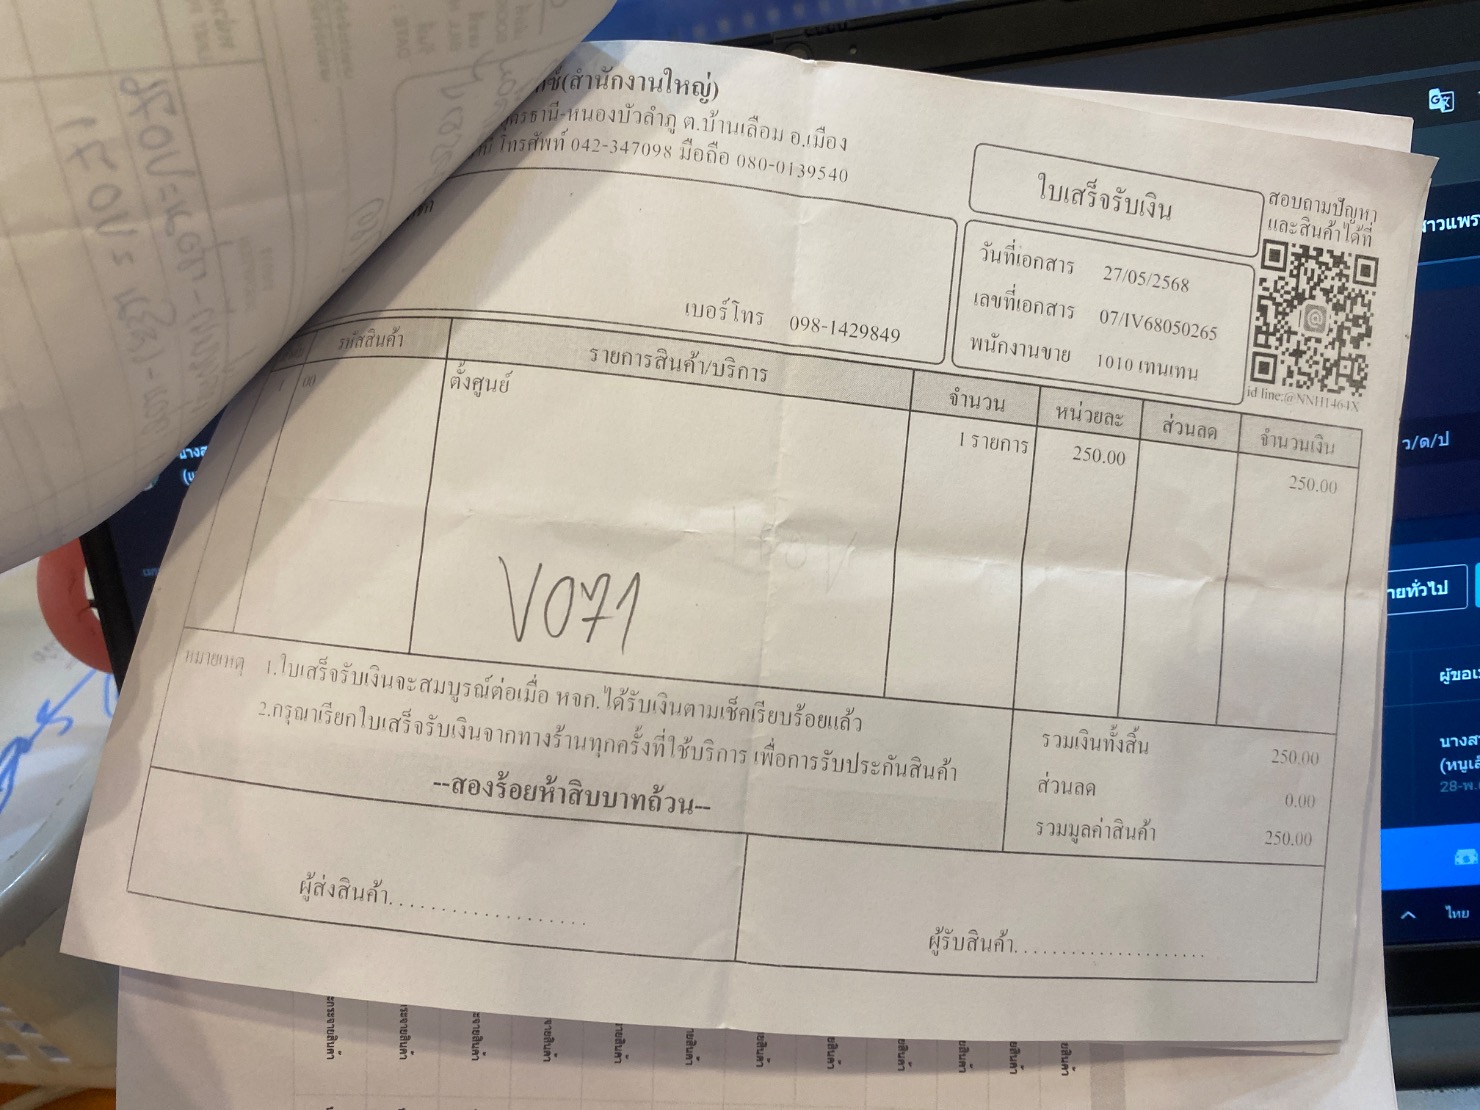 (สำนักงานใหญ่)
หนองบัวลำภู ต.บ้านเลื่อม อ.เมือง
โทรศัพท์ 042-347098 มือถือ 080-0139540
ใบเสร็จรับเงิน
สอบถามปัญหา
และสินค้าได้ที่
วันที่เอกสาร 27/05/2568
เลขที่เอกสาร 07/IV68050265
พนักงานขาย 1010 เทนเทน
id line:@NNH1464X
เบอร์โทร 098-1429849
รหัสสินค้า รายการสินค้า/บริการ จำนวน หน่วยละ ส่วนลด จำนวนเงิน
1 00 ตั้งศูนย์ 1 รายการ 250.00 250.00
V071
หมายเหตุ 1.ใบเสร็จรับเงินจะสมบูรณ์ต่อเมื่อ หจก.ได้รับเงินตามเช็คเรียบร้อยแล้ว
2.กรุณาเรียกใบเสร็จรับเงินจากทางร้านทุกครั้งที่ใช้บริการ เพื่อการรับประกันสินค้า
--สองร้อยห้าสิบบาทถ้วน--
รวมเงินทั้งสิ้น 250.00
ส่วนลด 0.00
รวมมูลค่าสินค้า 250.00
ผู้ส่งสินค้า....................
ผู้รับสินค้า....................
ว/ด/ป
ไทย